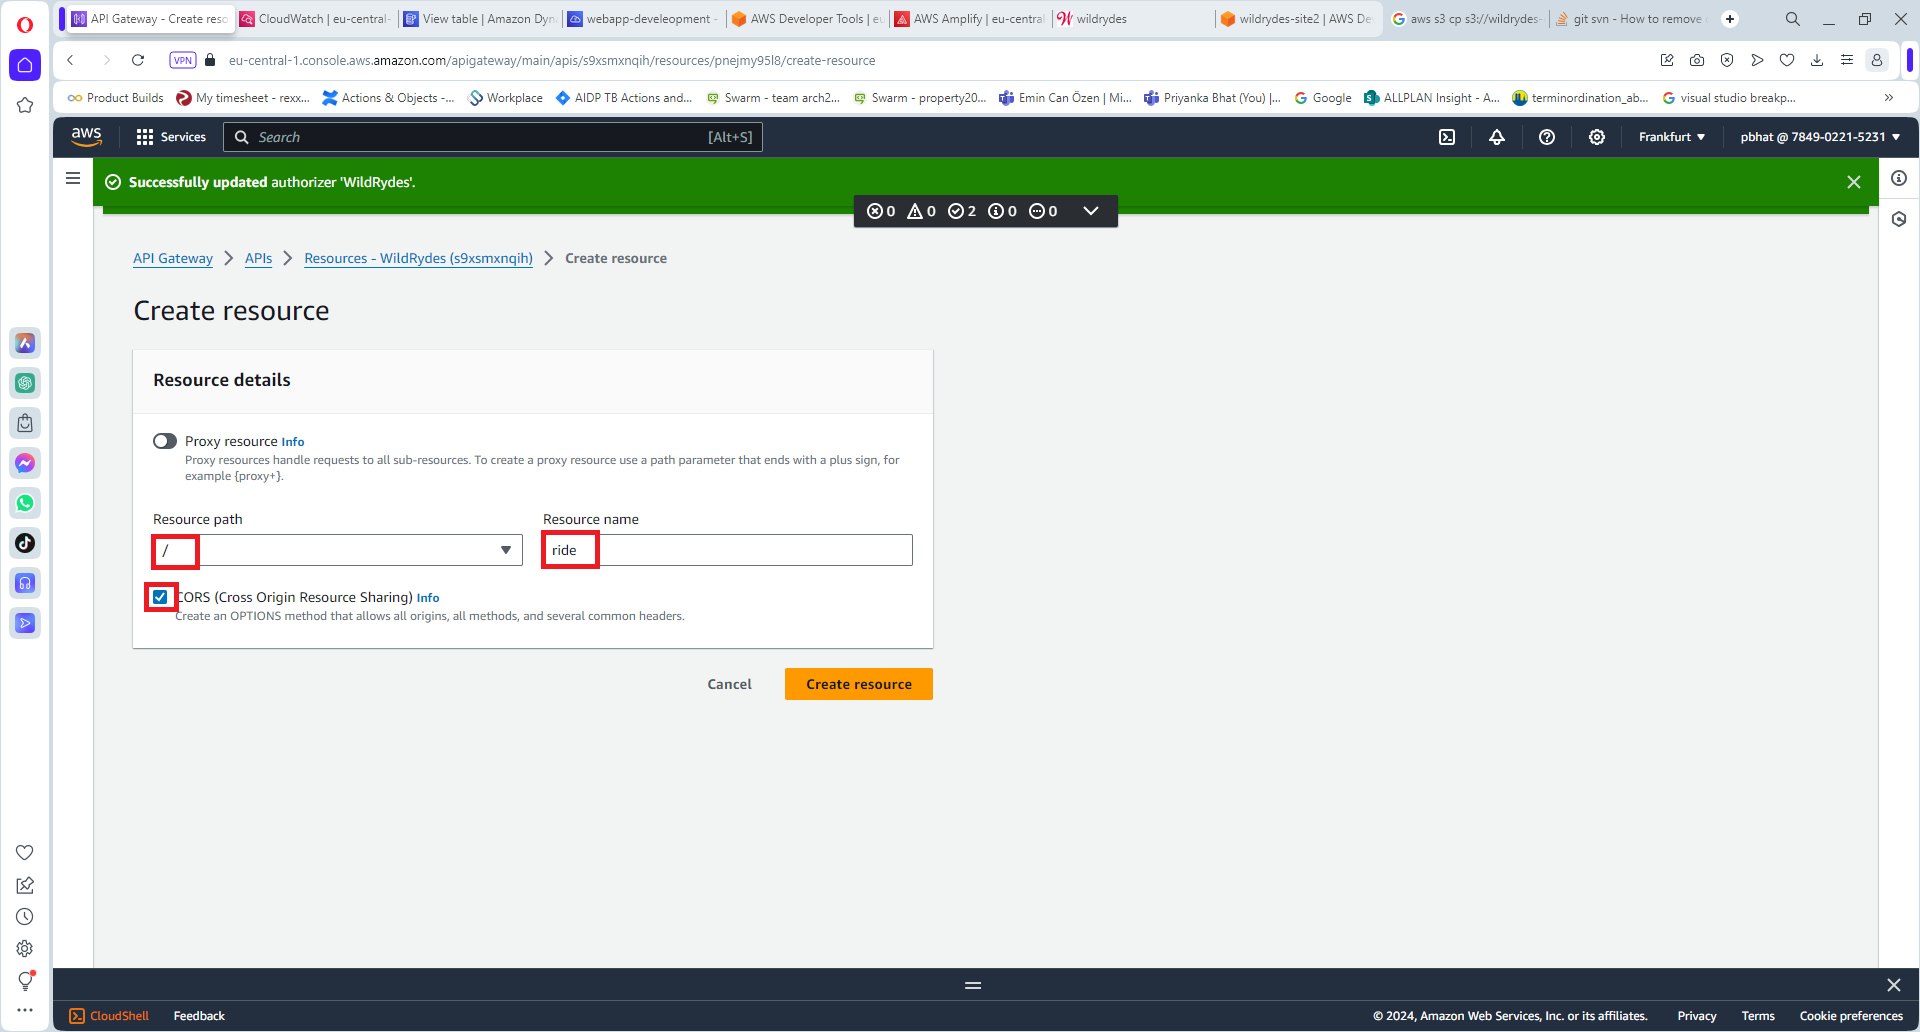 API Gateway - Create reso
CloudWatch | eu-central-
View table | Amazon Dyn
webapp-develeopment -
AWS Developer Tools | eu
AWS Amplify | eu-central
wildrydes
wildrydes-site2 | AWS De
aws s3 cp s3://wildrydes-
git svn - How to remove
VPN
eu-central-1.console.aws.amazon.com/apigateway/main/apis/s9xsmxnqih/resources/pnejmy95l8/create-resource
Product Builds
My timesheet - rexx...
Actions & Objects -...
Workplace
AIDP TB Actions and...
Swarm - team arch2...
Swarm - property20...
Emin Can Özen | Mi...
Priyanka Bhat (You) |...
Google
ALLPLAN Insight - A...
terminordination_ab...
visual studio breakp...
aws
Services
Search
[Alt+S]
Frankfurt
pbhat @ 7849-0221-5231
Successfully updated authorizer 'WildRydes'.
0 0 2 0 0
API Gateway
APIs
Resources - WildRydes (s9xsmxnqih)
Create resource
Create resource
Resource details
Proxy resource Info
Proxy resources handle requests to all sub-resources. To create a proxy resource use a path parameter that ends with a plus sign, for
example {proxy+}.
Resource path
Resource name
/
ride
CORS (Cross Origin Resource Sharing) Info
Create an OPTIONS method that allows all origins, all methods, and several common headers.
Cancel
Create resource
CloudShell
Feedback
© 2024, Amazon Web Services, Inc. or its affiliates.
Privacy
Terms
Cookie preferences